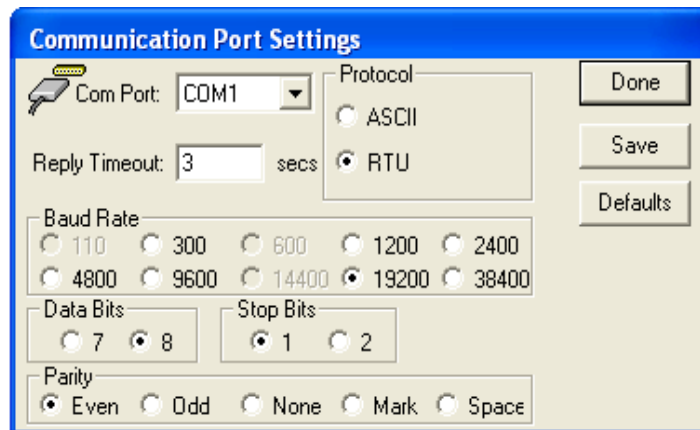 Communication Port Settings
Com Port: COM1
Reply Timeout: 3 secs
Protocol
ASCII
RTU
Done
Save
Defaults
Baud Rate
110 300 600 1200 2400
4800 9600 14400 19200 38400
Data Bits
7 8
Stop Bits
1 2
Parity
Even Odd None Mark Space